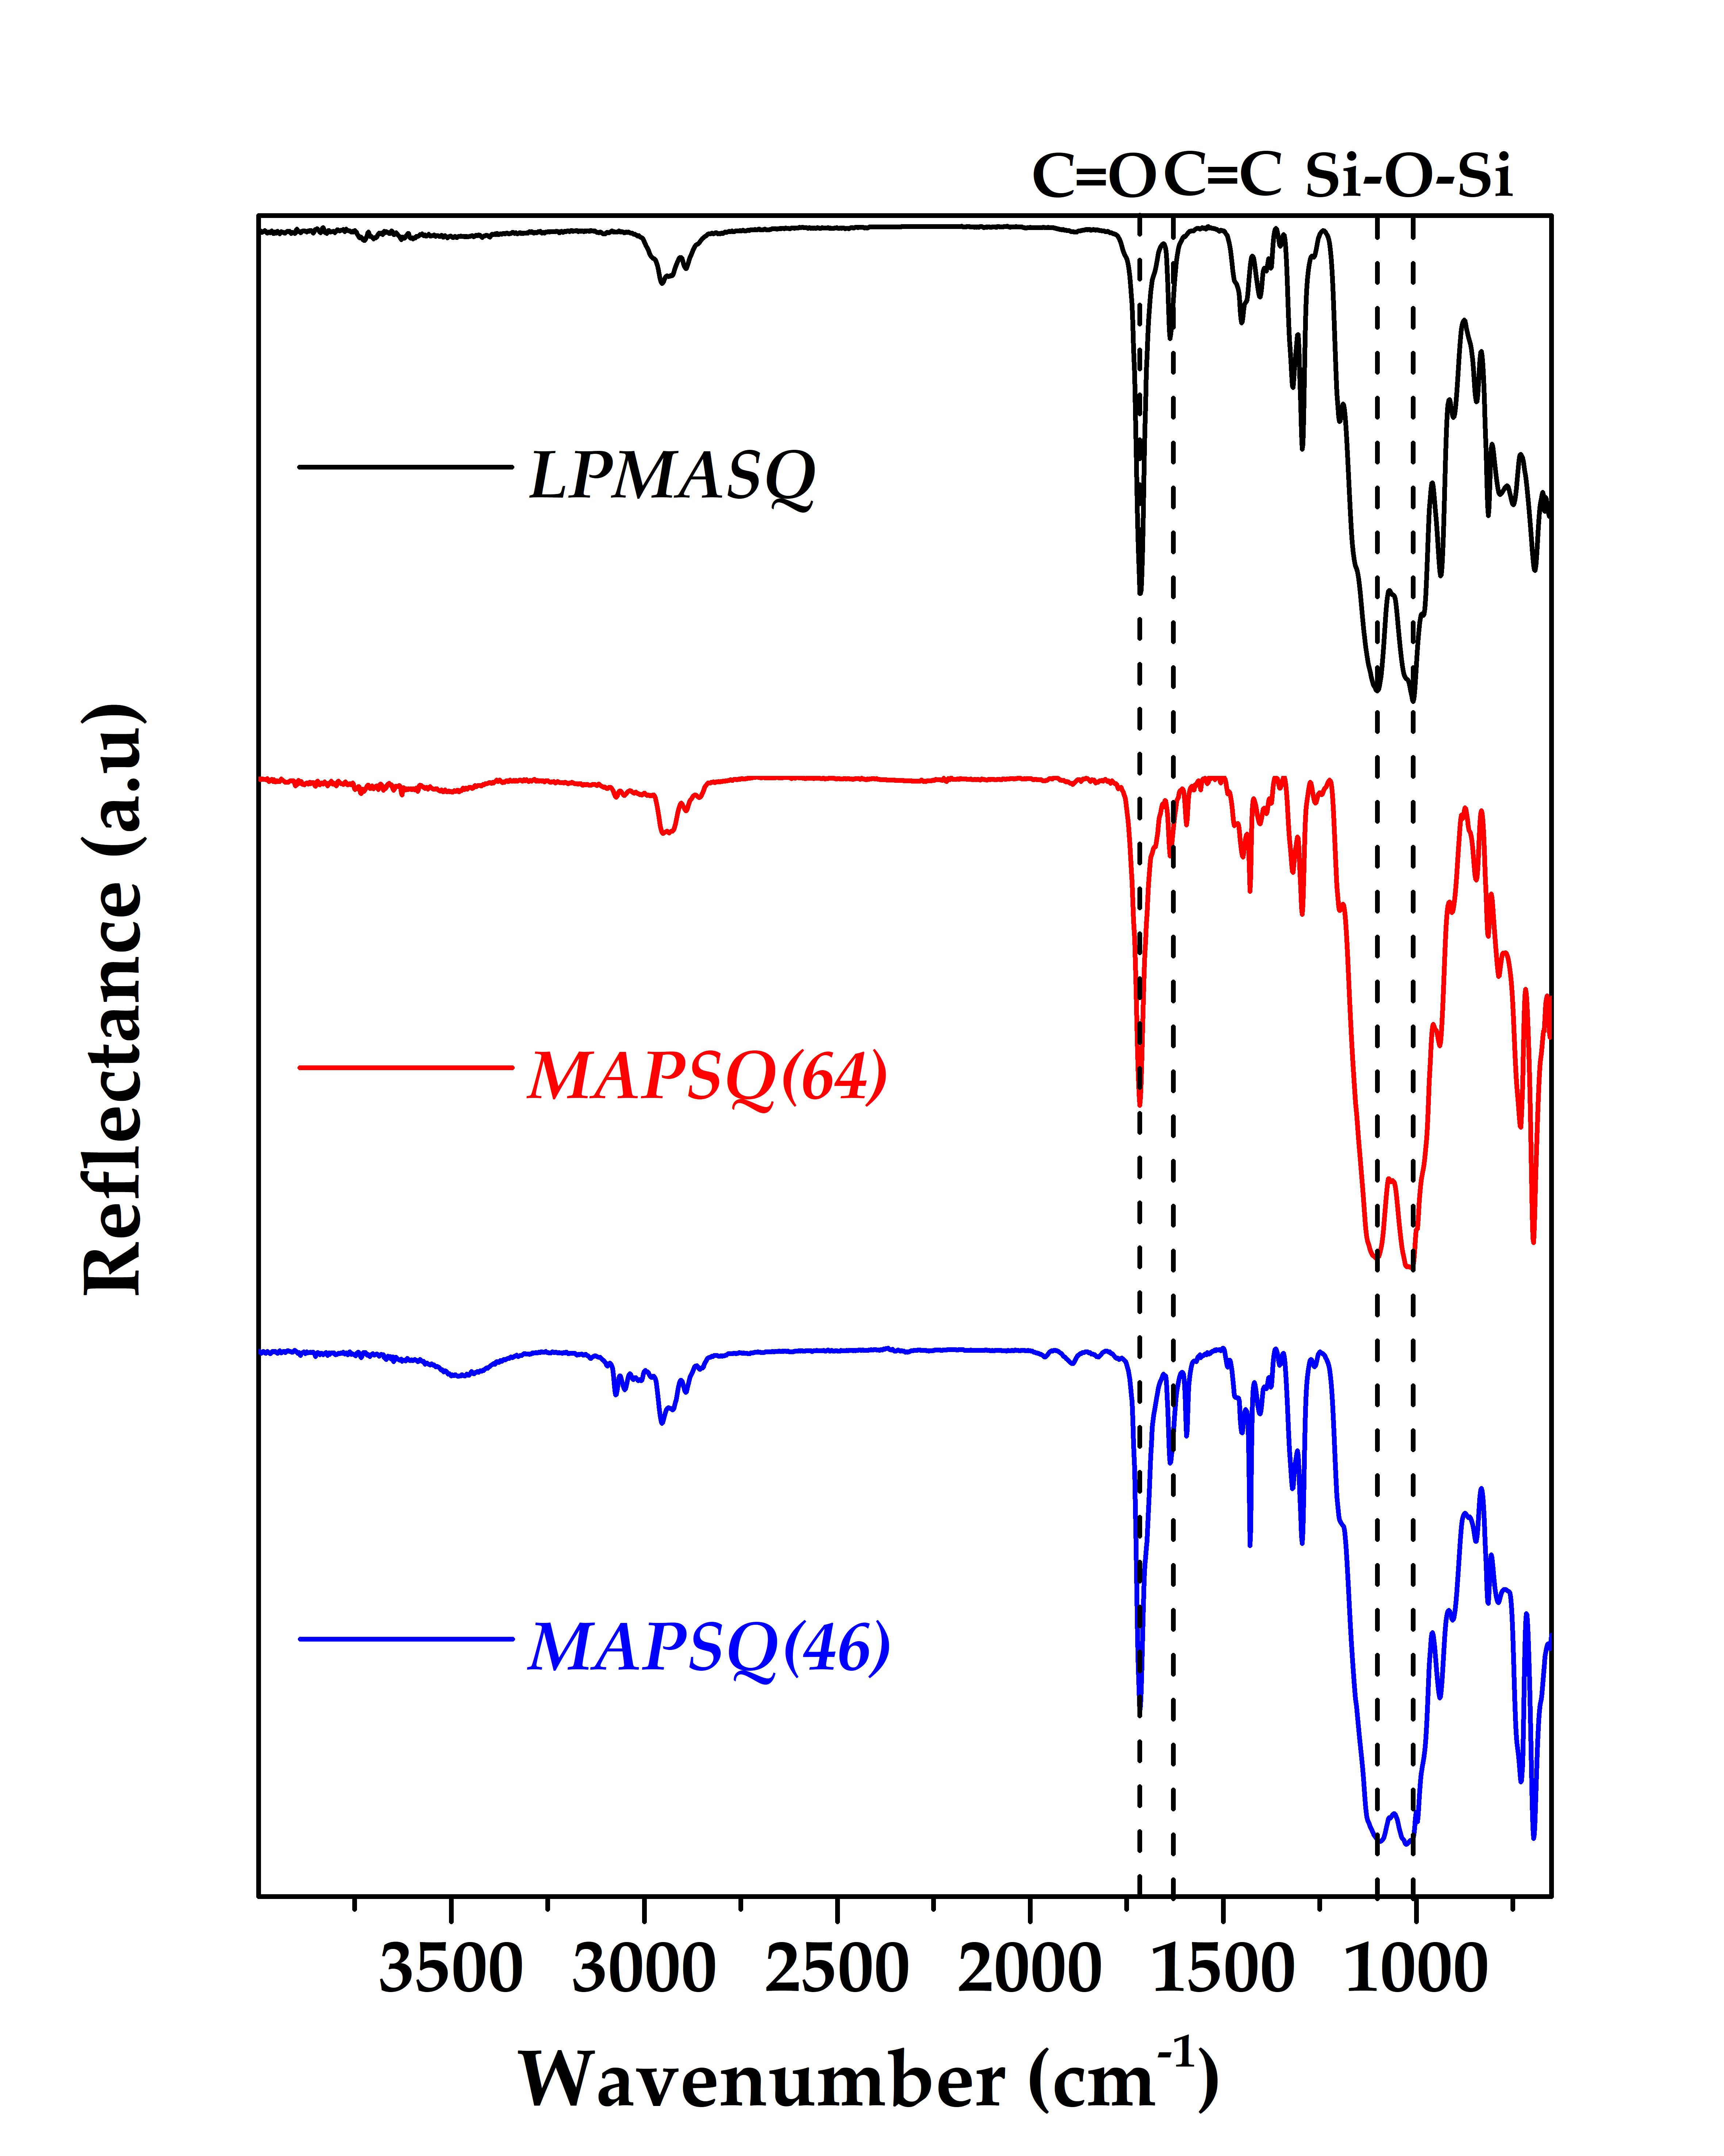 C=O C=C Si-O-Si
LPMASQ
MAPSQ(64)
MAPSQ(46)
Reflectance (a.u)
3500 3000 2500 2000 1500 1000
Wavenumber (cm⁻¹)